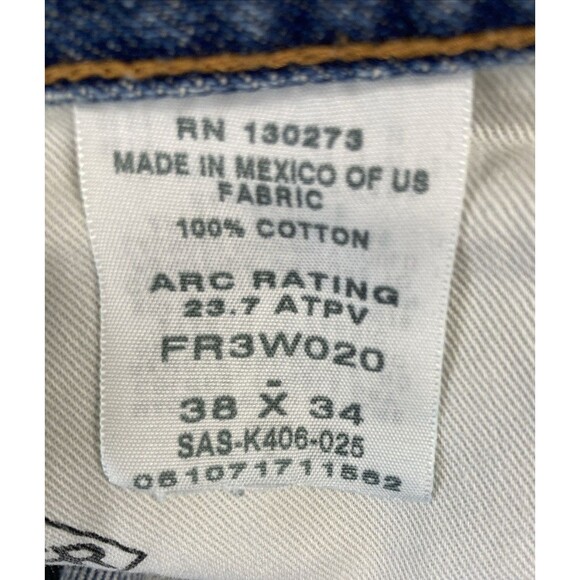 RN 130273
MADE IN MEXICO OF US
FABRIC
100% COTTON
ARC RATING
23.7 ATPV
FR3W020
-
38 X 34
SAS-K406-025
061071711562